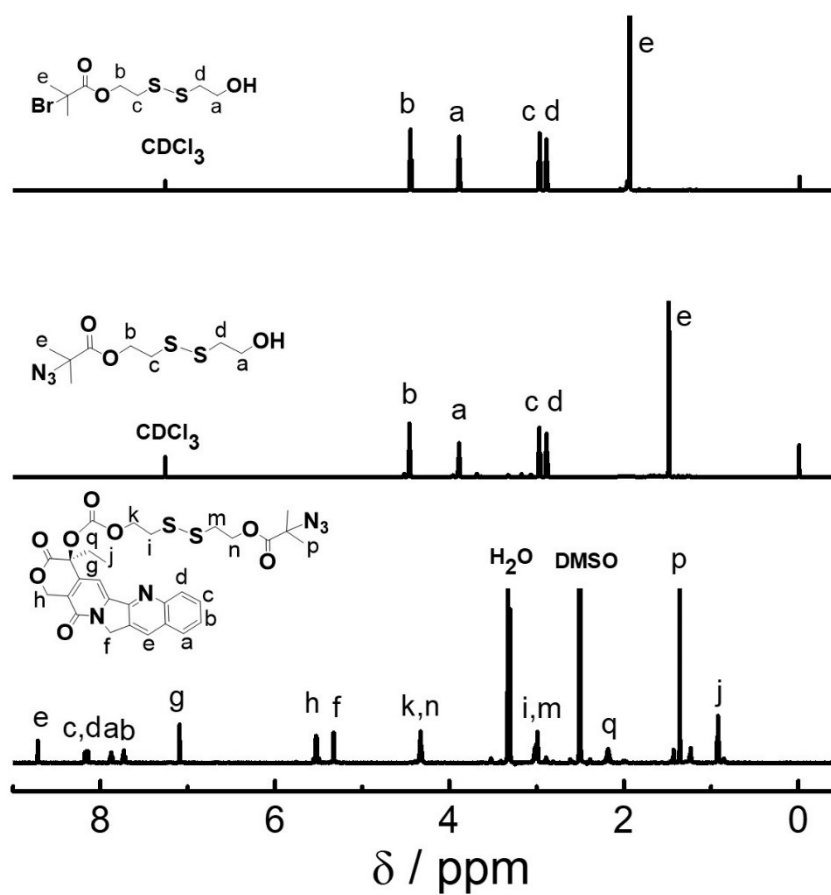 e
O
b
S
S
d
OH
Br
O
c
a
CDCl3
b
a
c d
e
e
O
b
S
S
d
OH
N3
O
c
a
CDCl3
b
a
c d
e
O
k
S
S
m
O
N3
q
O
O
i
n
O
p
O
j
g
O
h
N
d
c
O
N
b
f
e
a
e
c,d
a
b
g
h
f
k,n
H2O
i,m
DMSO
q
p
j
8
6
4
2
0
δ / ppm